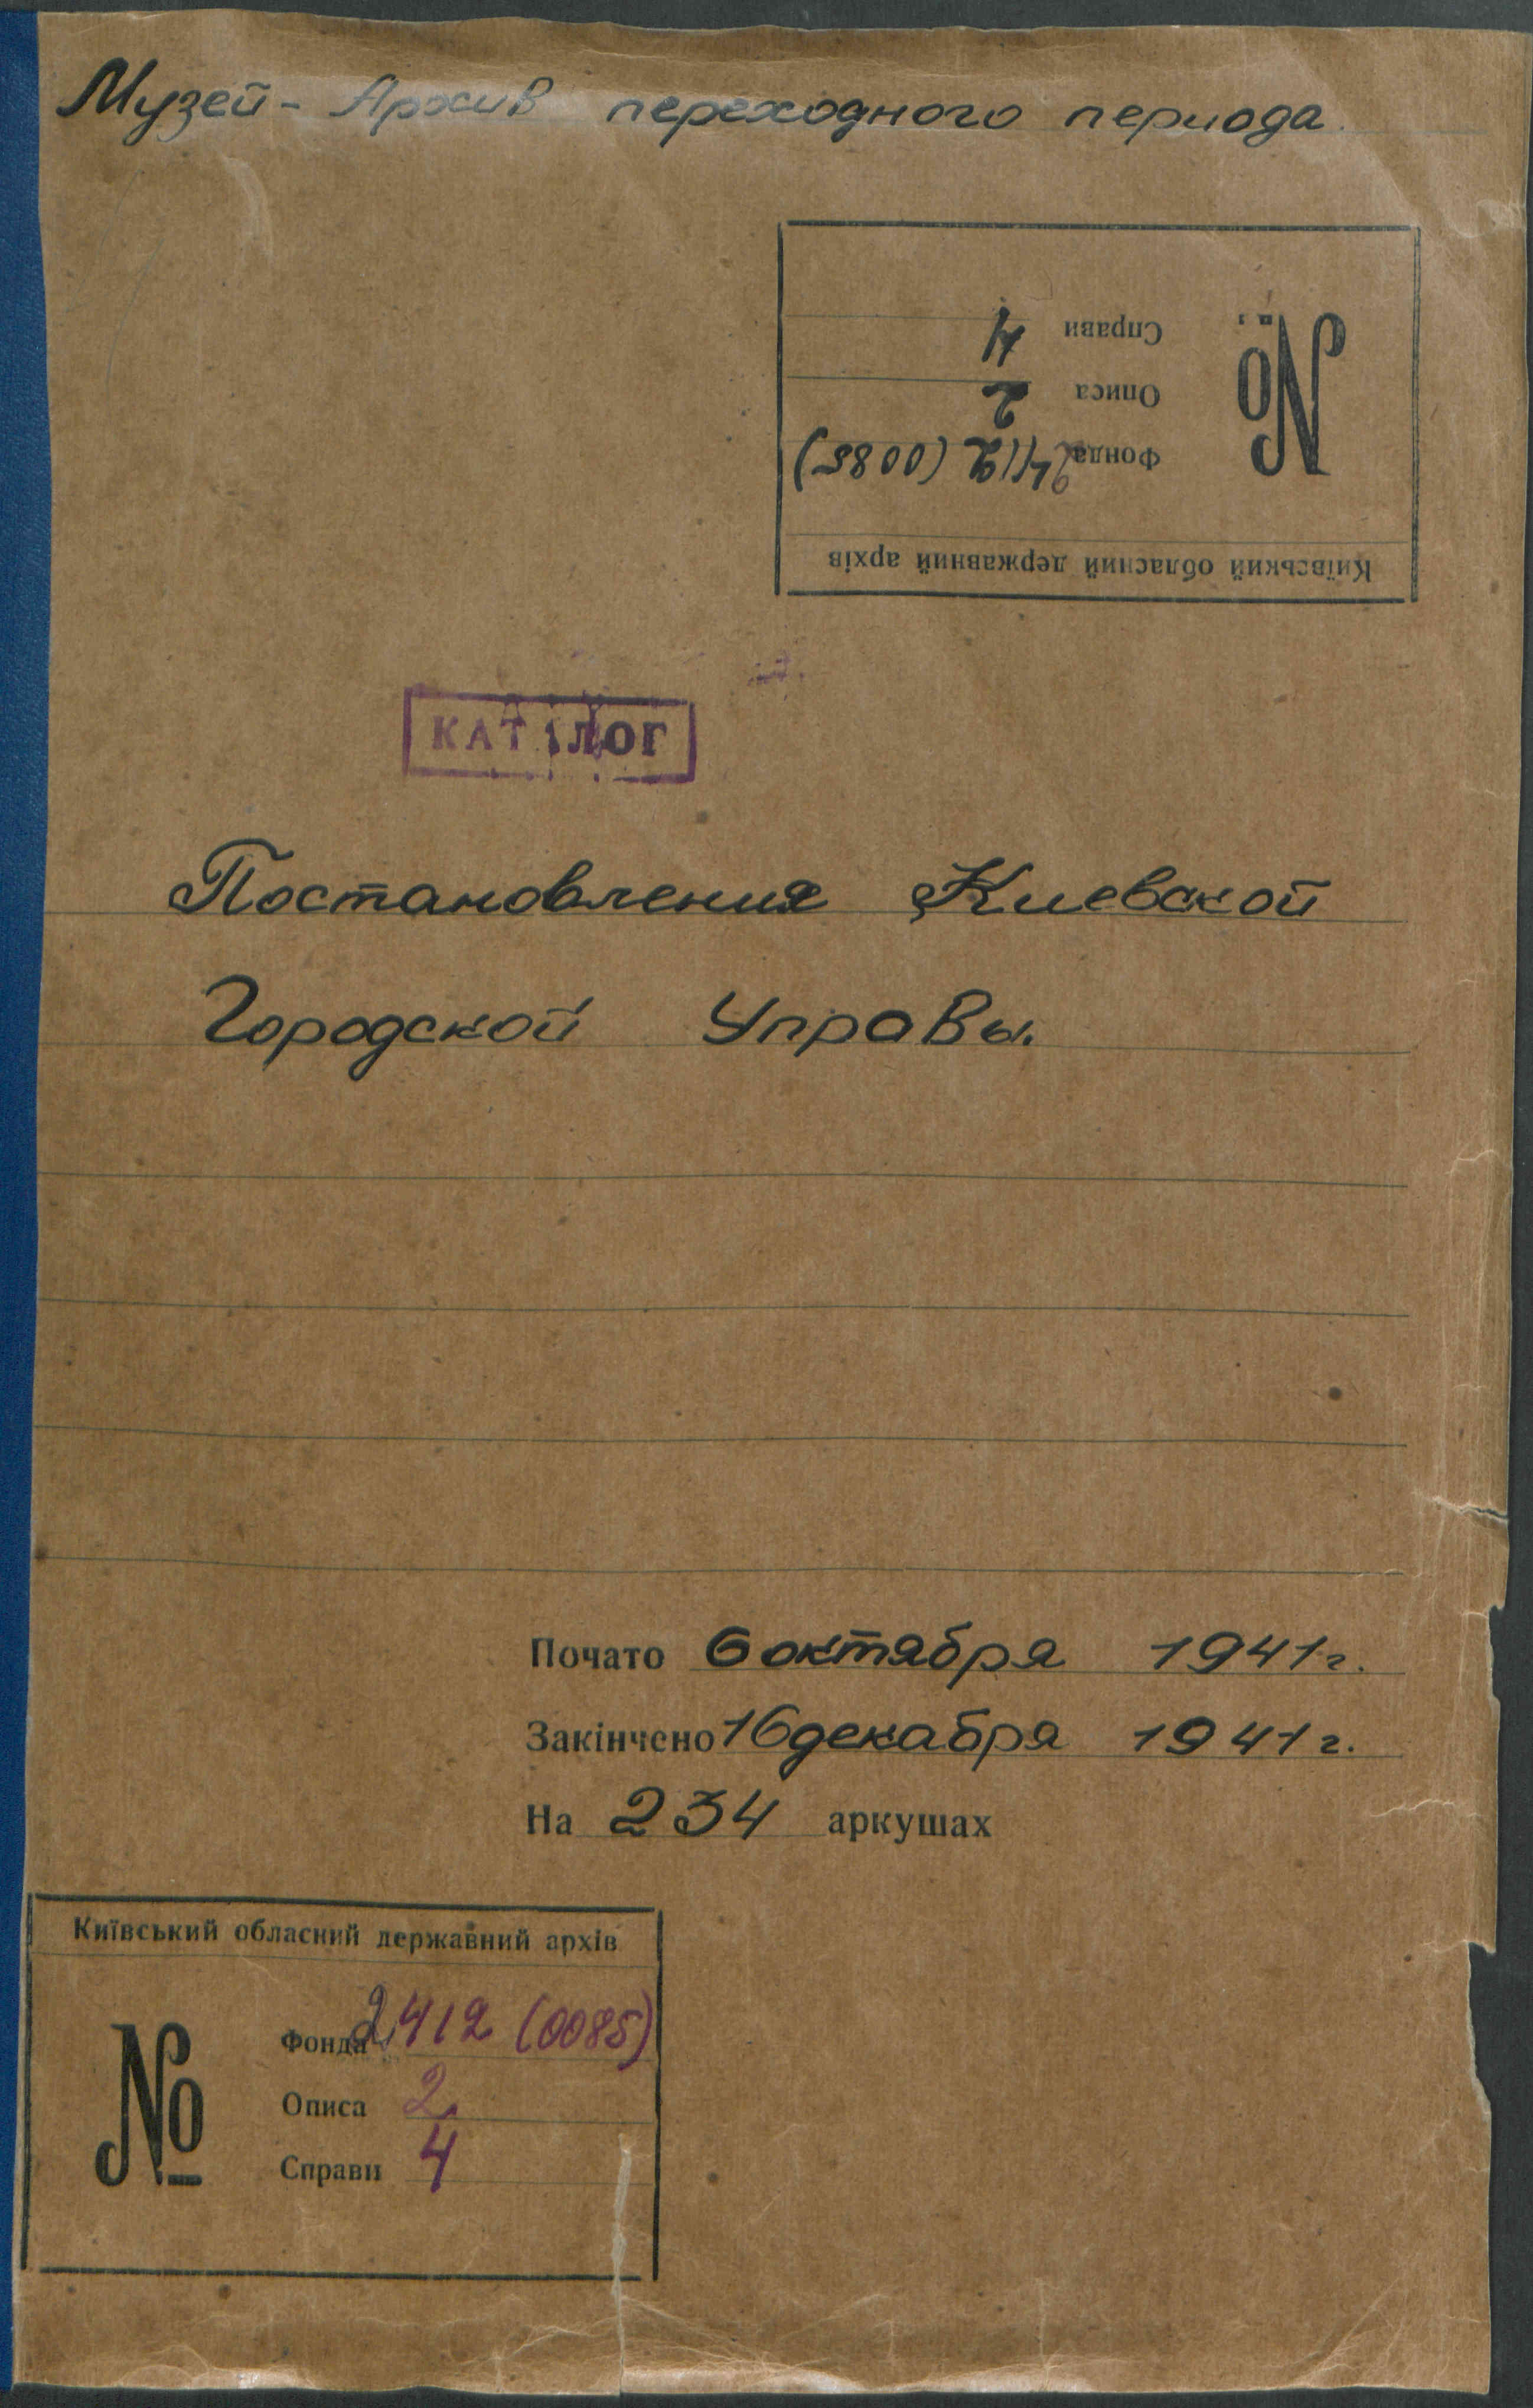 Музей - Архив переходного периода.
Київський обласний державний архів
№
Фонда 2412 (0085)
Описа 2
Справи 4
КАТАЛОГ
Постановления Киевской
Городской Управы.
Почато 6 октября 1941 г.
Закінчено 16 декабря 1941 г.
На 234 аркушах
Київський обласний державний архів
№
Фонда 2412 (0085)
Описа 2
Справи 4